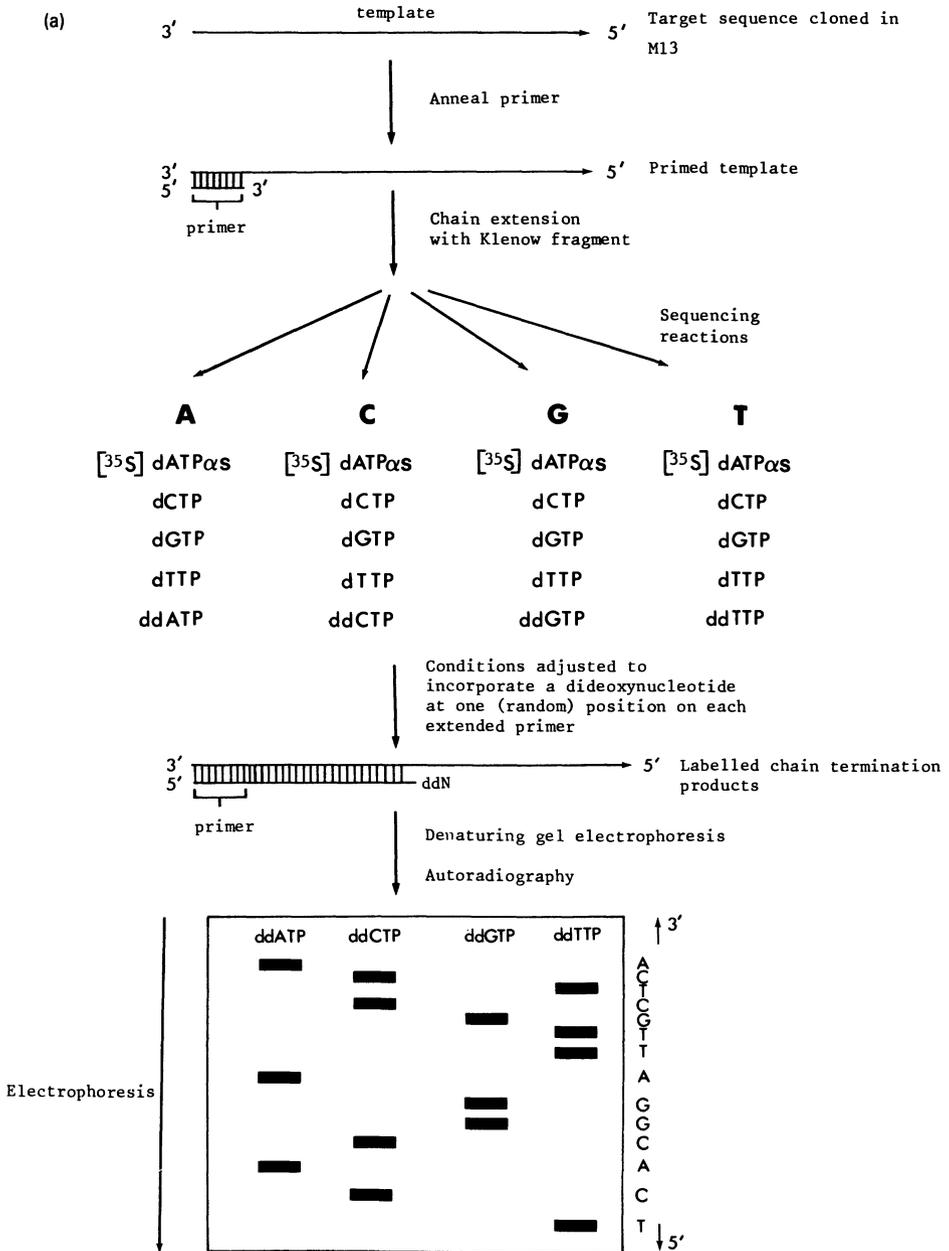 (a)
template
3′
5′
Target sequence cloned in
M13
Anneal primer
3′
5′
Primed template
5′
3′
primer
Chain extension
with Klenow fragment
Sequencing
reactions
A C G T
[35S] dATPαs [35S] dATPαs [35S] dATPαs [35S] dATPαs
dCTP dCTP dCTP dCTP
dGTP dGTP dGTP dGTP
dTTP dTTP dTTP dTTP
ddATP ddCTP ddGTP ddTTP
Conditions adjusted to
incorporate a dideoxynucleotide
at one (random) position on each
extended primer
3′
5′
Labelled chain termination
products
5′
ddN
primer
Denaturing gel electrophoresis
Autoradiography
ddATP ddCTP ddGTP ddTTP
3′
A
C
T
C
G
T
T
A
G
G
C
A
C
T
5′
Electrophoresis